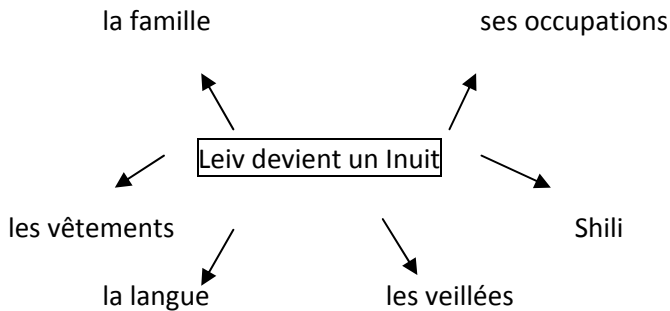 la famille
ses occupations
Leiv devient un Inuit
les vêtements
Shili
la langue
les veillées